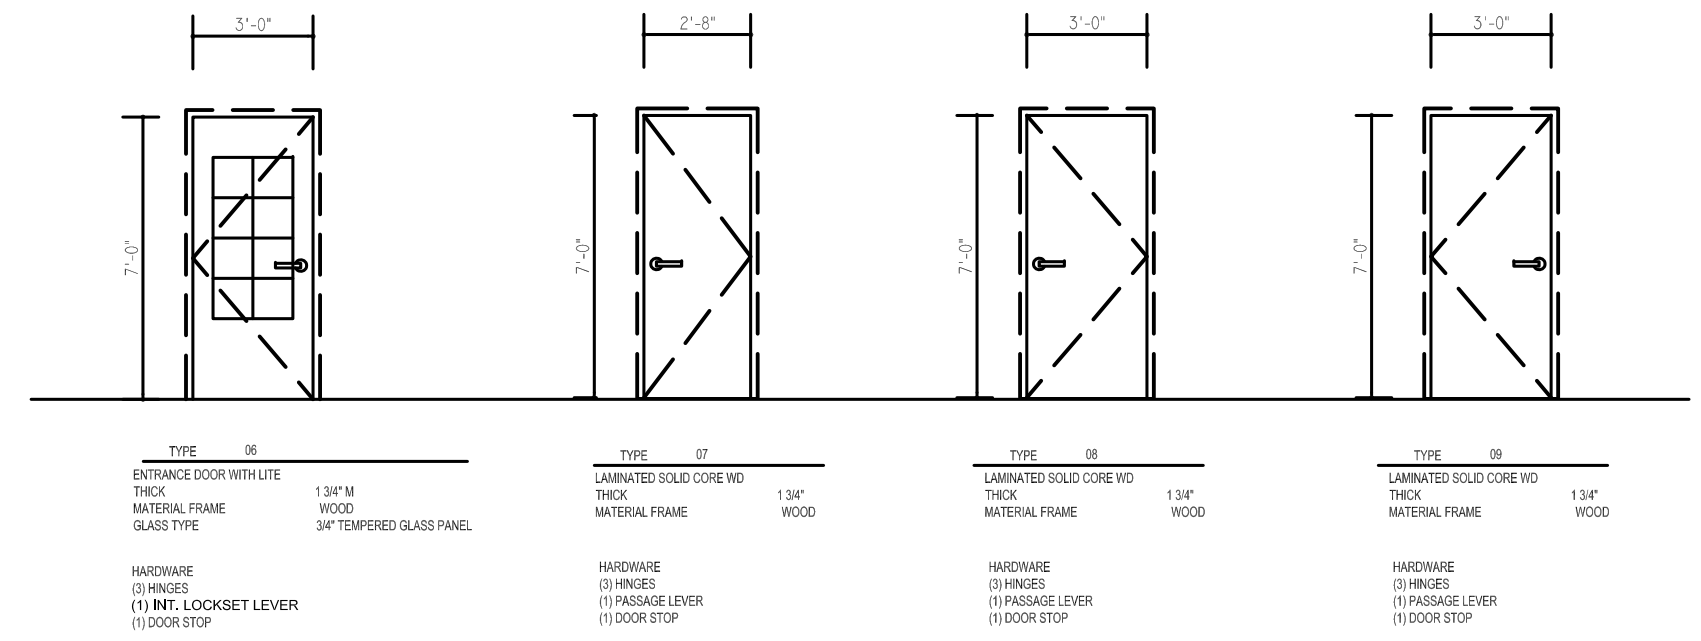 3'-0"
7'-0"
TYPE 06
ENTRANCE DOOR WITH LITE
THICK 1 3/4" M
MATERIAL FRAME WOOD
GLASS TYPE 3/4" TEMPERED GLASS PANEL
HARDWARE
(3) HINGES
(1) INT. LOCKSET LEVER
(1) DOOR STOP
2'-8"
7'-0"
TYPE 07
LAMINATED SOLID CORE WD
THICK 1 3/4"
MATERIAL FRAME WOOD
HARDWARE
(3) HINGES
(1) PASSAGE LEVER
(1) DOOR STOP
3'-0"
7'-0"
TYPE 08
LAMINATED SOLID CORE WD
THICK 1 3/4"
MATERIAL FRAME WOOD
HARDWARE
(3) HINGES
(1) PASSAGE LEVER
(1) DOOR STOP
3'-0"
7'-0"
TYPE 09
LAMINATED SOLID CORE WD
THICK 1 3/4"
MATERIAL FRAME WOOD
HARDWARE
(3) HINGES
(1) PASSAGE LEVER
(1) DOOR STOP